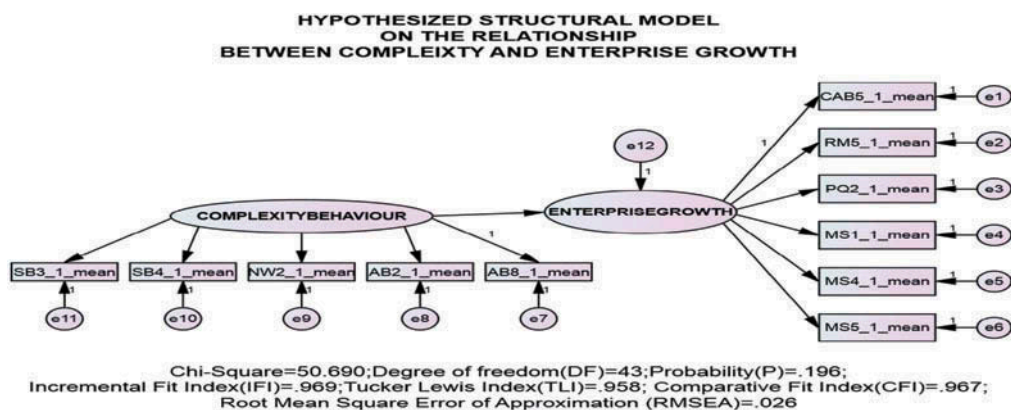 HYPOTHESIZED STRUCTURAL MODEL
ON THE RELATIONSHIP
BETWEEN COMPLEIXTY AND ENTERPRISE GROWTH
CAB5_1_mean
1
e1
RM5_1_mean
1
e2
PQ2_1_mean
1
e3
MS1_1_mean
1
e4
MS4_1_mean
1
e5
MS5_1_mean
1
e6
1
e12
1
ENTERPRISEGROWTH
COMPLEXITYBEHAVIOUR
1
SB3_1_mean
SB4_1_mean
NW2_1_mean
AB2_1_mean
AB8_1_mean
1
1
1
1
1
e11
e10
e9
e8
e7
Chi-Square=50.690;Degree of freedom(DF)=43;Probability(P)=.196;
Incremental Fit Index(IFI)=.969;Tucker Lewis Index(TLI)=.958; Comparative Fit Index(CFI)=.967;
Root Mean Square Error of Approximation (RMSEA)=.026